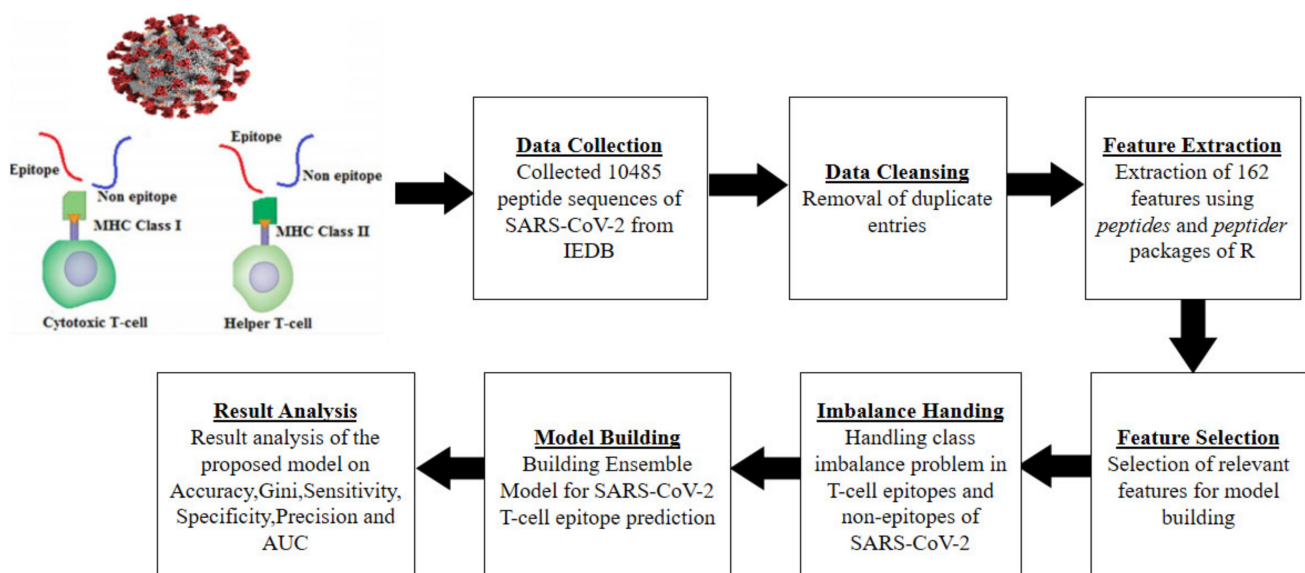 Epitope
Non epitope
MHC Class I
Cytotoxic T-cell
Epitope
Non epitope
MHC Class II
Helper T-cell
Data Collection
Collected 10485
peptide sequences of
SARS-CoV-2 from
IEDB
Data Cleansing
Removal of duplicate
entries
Feature Extraction
Extraction of 162
features using
peptides and peptider
packages of R
Feature Selection
Selection of relevant
features for model
building
Imbalance Handing
Handling class
imbalance problem in
T-cell epitopes and
non-epitopes of
SARS-CoV-2
Model Building
Building Ensemble
Model for SARS-CoV-2
T-cell epitope prediction
Result Analysis
Result analysis of the
proposed model on
Accuracy,Gini,Sensitivity,
Specificity,Precision and
AUC